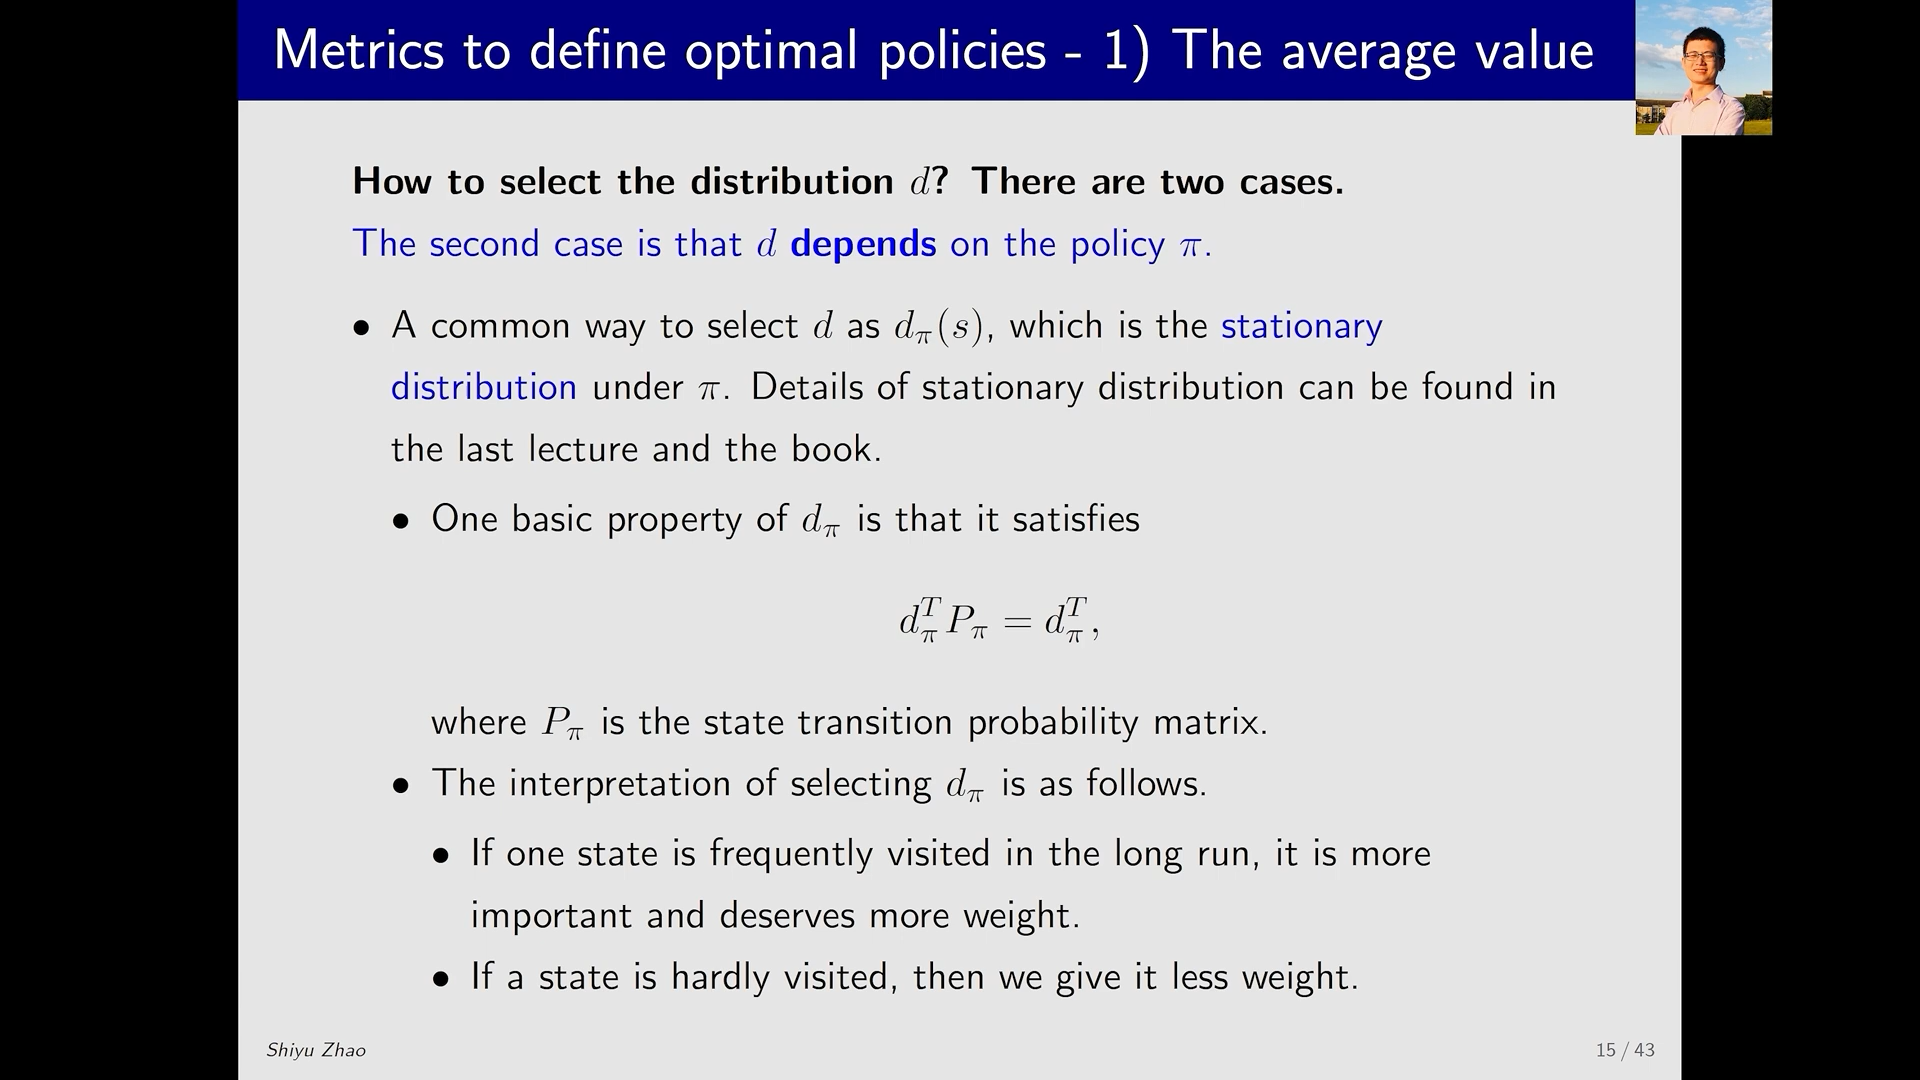 Metrics to define optimal policies - 1) The average value
How to select the distribution d? There are two cases.
The second case is that d depends on the policy π.
• A common way to select d as d_π(s), which is the stationary
distribution under π. Details of stationary distribution can be found in
the last lecture and the book.
• One basic property of d_π is that it satisfies
d_π^T P_π = d_π^T,
where P_π is the state transition probability matrix.
• The interpretation of selecting d_π is as follows.
• If one state is frequently visited in the long run, it is more
important and deserves more weight.
• If a state is hardly visited, then we give it less weight.
Shiyu Zhao
15 / 43